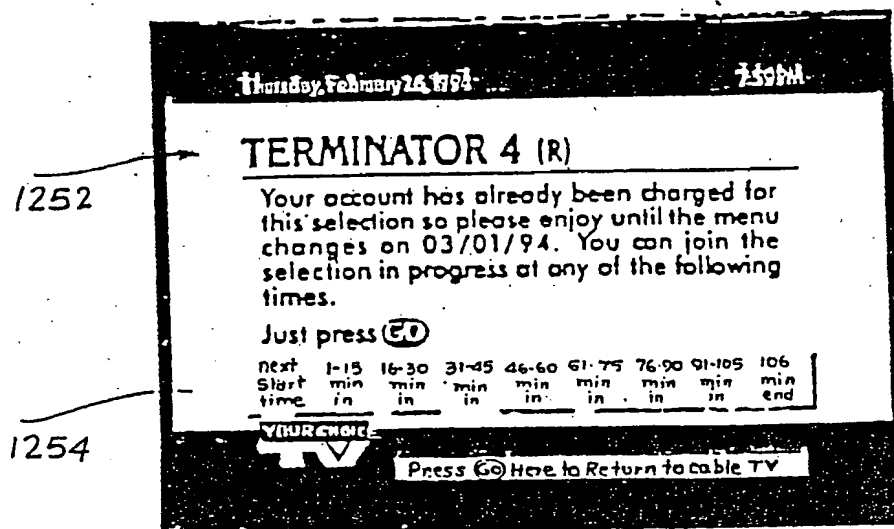 Thursday, February 26, 1994
7:59PM
TERMINATOR 4 (R)
1252
Your account has already been charged for
this selection so please enjoy until the menu
changes on 03/01/94. You can join the
selection in progress at any of the following
times.
Just press GO
next 1-15 16-30 31-45 46-60 61-75 76-90 91-105 106
start min min min min min min min min
time in in in in in in in end
1254
YOUR CHOICE
TV
Press GO Here to Return to cable TV